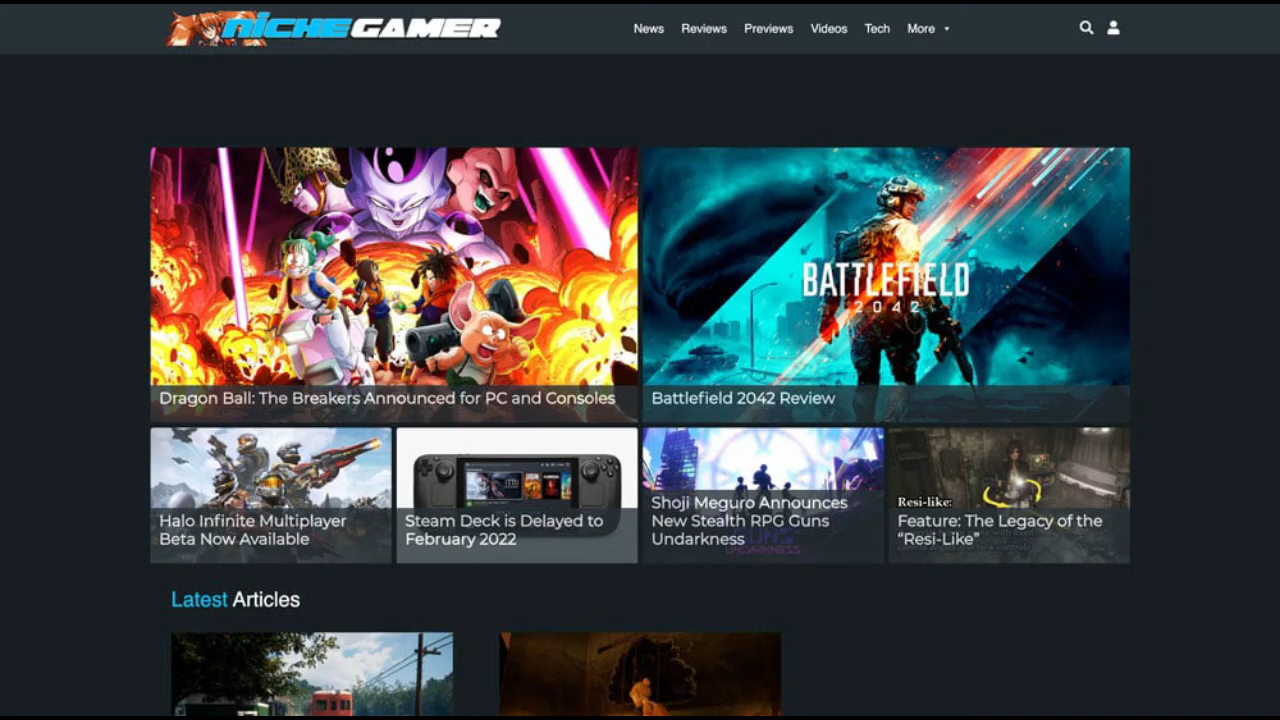 NICHEGAMER
News Reviews Previews Videos Tech More
BATTLEFIELD
2042
Dragon Ball: The Breakers Announced for PC and Consoles
Battlefield 2042 Review
Halo Infinite Multiplayer
Beta Now Available
Steam Deck is Delayed to
February 2022
Shoji Meguro Announces
New Stealth RPG Guns
Undarkness
GUNS
UNDARKNESS
Resi-like:
Feature: The Legacy of the
“Resi-Like”
Latest Articles